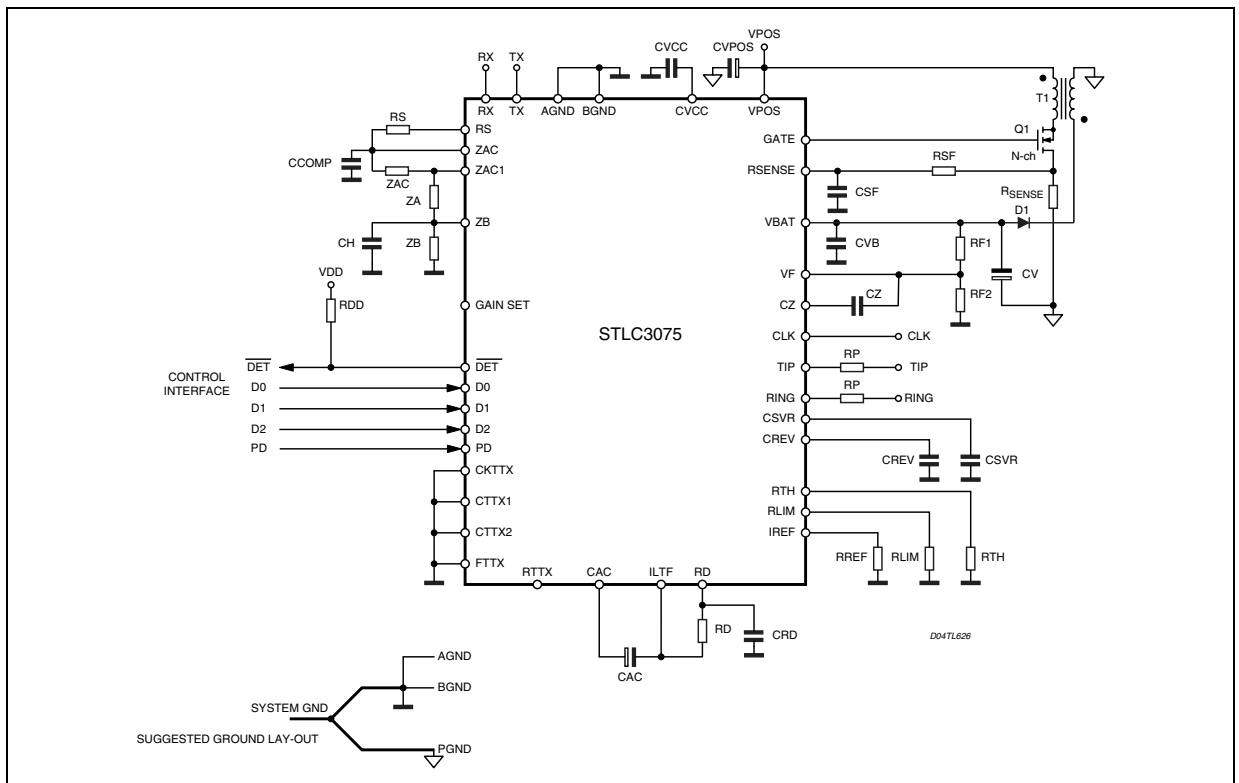 VPOS
RX TX CVCC CVPOS
RX TX AGND BGND CVCC VPOS
T1
RS RS
GATE Q1
N-ch
ZAC
CCOMP
ZAC ZAC1
RSENSE RSF
CSF RSENSE
ZA
ZB VBAT D1
CH ZB
CVB RF1
VDD
RDD
VF CV
CZ CZ RF2
GAIN SET
STLC3075
CLK CLK
DET DET
TIP RP TIP
CONTROL
INTERFACE
D0 D0
D1 D1
D2 D2
PD PD
RING RP RING
CSVR
CREV
CREV CSVR
CKTTX
CTTX1
CTTX2
FTTX
RTH
RLIM
IREF
RREF RLIM RTH
RTTX CAC ILTF RD
RD CRD
CAC
D04TL626
AGND
BGND
SYSTEM GND
SUGGESTED GROUND LAY-OUT
PGND